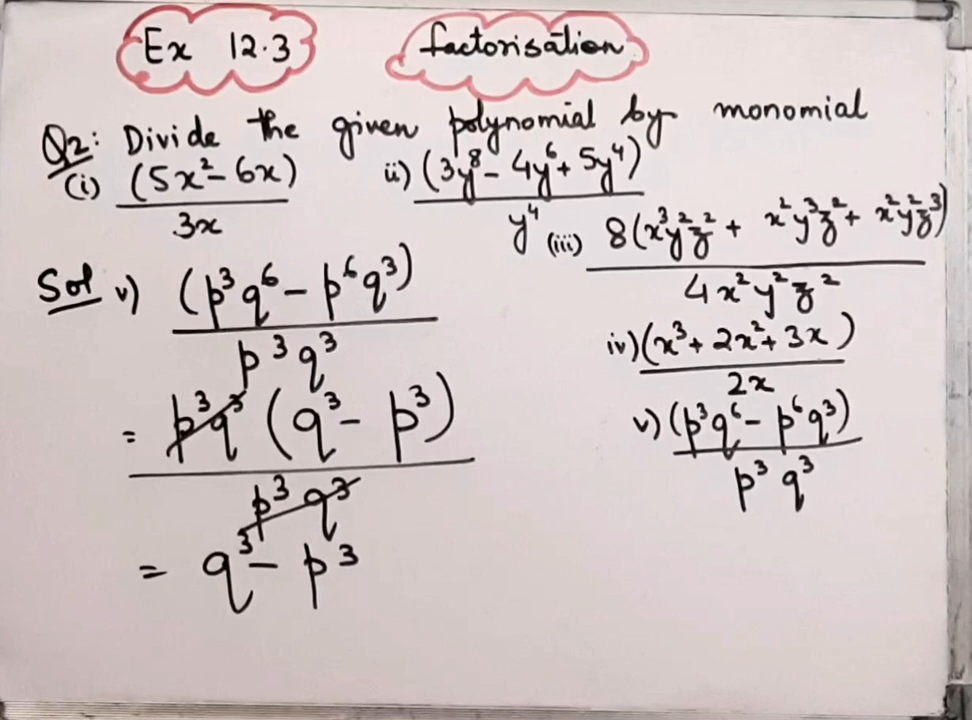 Ex 12.3 factorisation
Q2: Divide the given polynomial by monomial
(i) (5x² - 6x) / 3x
ii) (3y⁸ - 4y⁶ + 5y⁴) / y⁴
(iii) 8(x³y²z² + x²y³z² + x²y²z³) / 4x²y²z²
iv) (x³ + 2x² + 3x) / 2x
v) (p³q⁶ - p⁶q³) / p³q³
Sol v) (p³q⁶ - p⁶q³) / p³q³
= p³q³ (q³ - p³) / p³q³
= q³ - p³